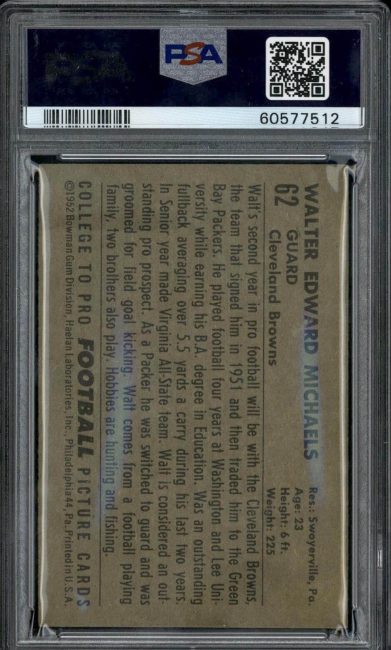 PSA
60577512
WALTER EDWARD MICHAELS
62
GUARD
Cleveland Browns
Res.: Swoyerville, Pa.
Age: 23
Height: 6 ft.
Weight: 225
Walt's second year in pro football will be with the Cleveland Browns,
the team that signed him in 1951 and then traded him to the Green
Bay Packers. He played football four years at Washington and Lee Uni-
versity while earning his B.A. degree in Education. Was an outstanding
fullback averaging over 5.5 yards a carry during his last two years.
In Senior year made Virginia All-State team. Walt is considered an out-
standing pro prospect. As a Packer he was switched to guard and was
groomed for field goal kicking. Walt comes from a football playing
family, two brothers also play. Hobbies are hunting and fishing.
COLLEGE TO PRO FOOTBALL PICTURE CARDS
©1952 Bowman Gum Division, Haelan Laboratories, Inc., Philadelphia 44, Pa. Printed in U.S.A.